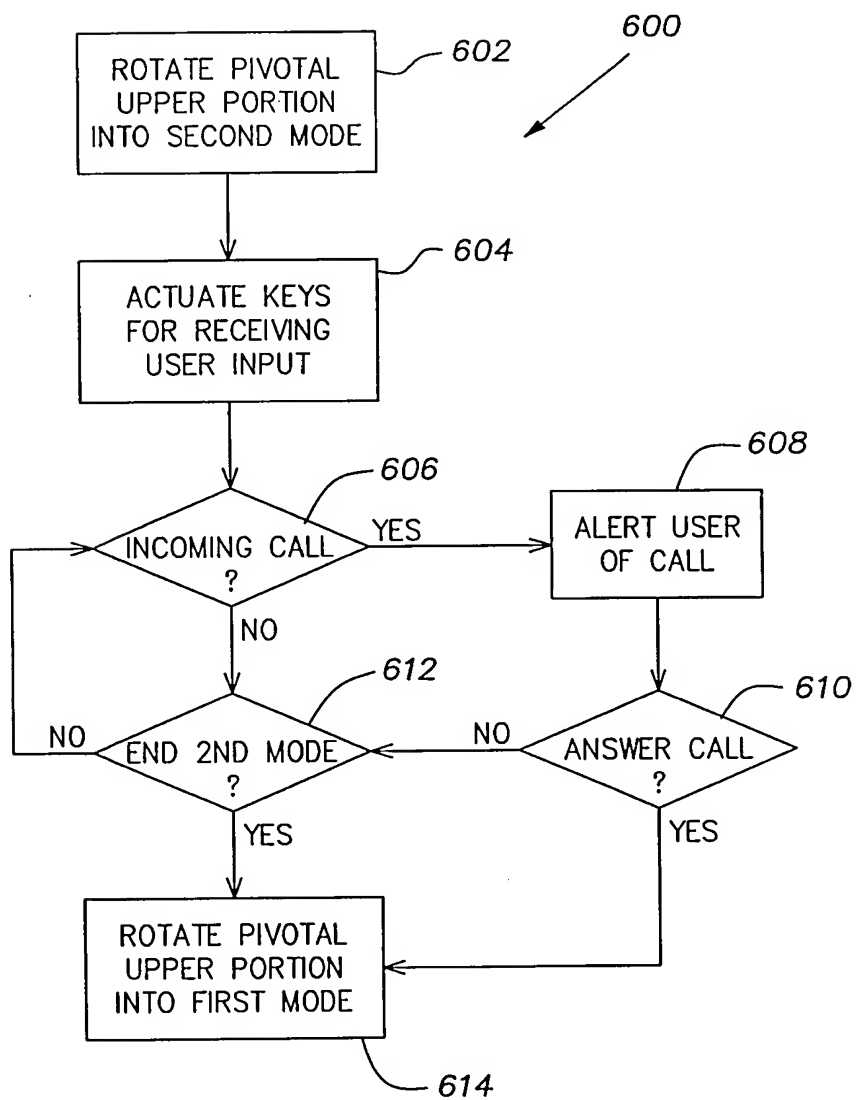 600
602
ROTATE PIVOTAL
UPPER PORTION
INTO SECOND MODE
604
ACTUATE KEYS
FOR RECEIVING
USER INPUT
606
INCOMING CALL
?
YES
NO
608
ALERT USER
OF CALL
610
ANSWER CALL
?
NO
YES
612
END 2ND MODE
?
NO
YES
ROTATE PIVOTAL
UPPER PORTION
INTO FIRST MODE
614